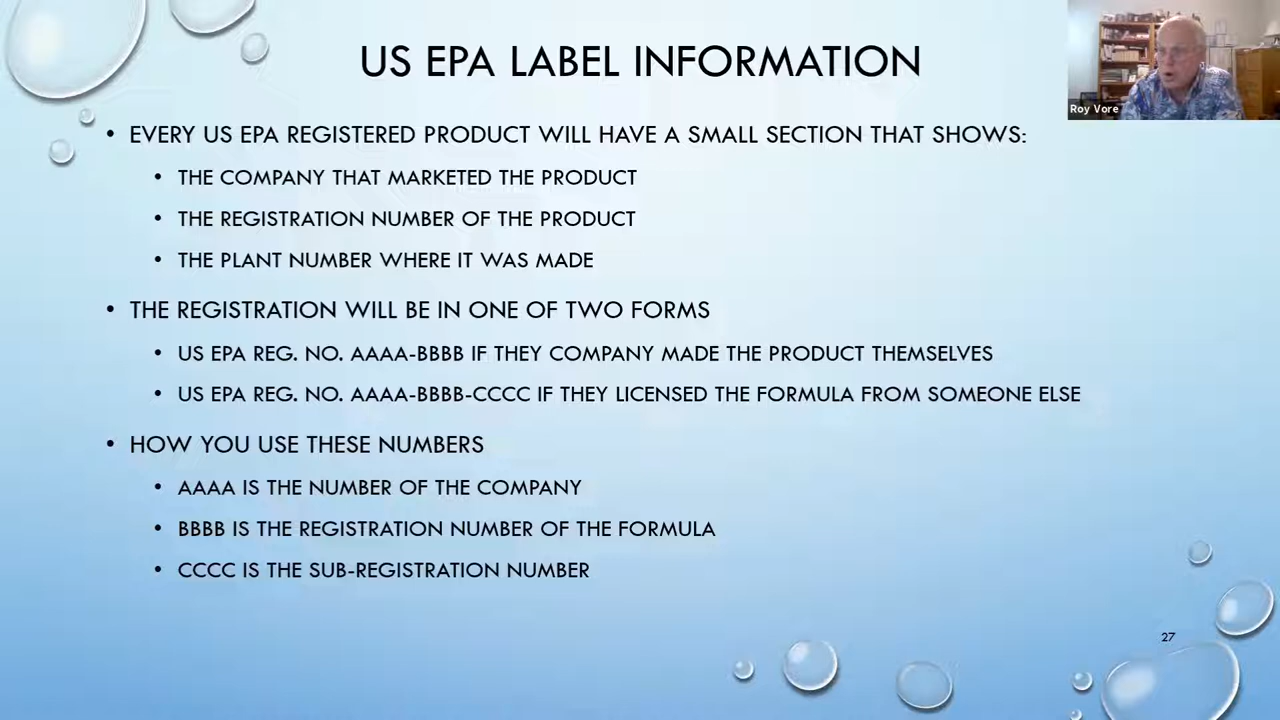 US EPA LABEL INFORMATION
Roy Vore
• EVERY US EPA REGISTERED PRODUCT WILL HAVE A SMALL SECTION THAT SHOWS:
• THE COMPANY THAT MARKETED THE PRODUCT
• THE REGISTRATION NUMBER OF THE PRODUCT
• THE PLANT NUMBER WHERE IT WAS MADE
• THE REGISTRATION WILL BE IN ONE OF TWO FORMS
• US EPA REG. NO. AAAA-BBBB IF THEY COMPANY MADE THE PRODUCT THEMSELVES
• US EPA REG. NO. AAAA-BBBB-CCCC IF THEY LICENSED THE FORMULA FROM SOMEONE ELSE
• HOW YOU USE THESE NUMBERS
• AAAA IS THE NUMBER OF THE COMPANY
• BBBB IS THE REGISTRATION NUMBER OF THE FORMULA
• CCCC IS THE SUB-REGISTRATION NUMBER
27